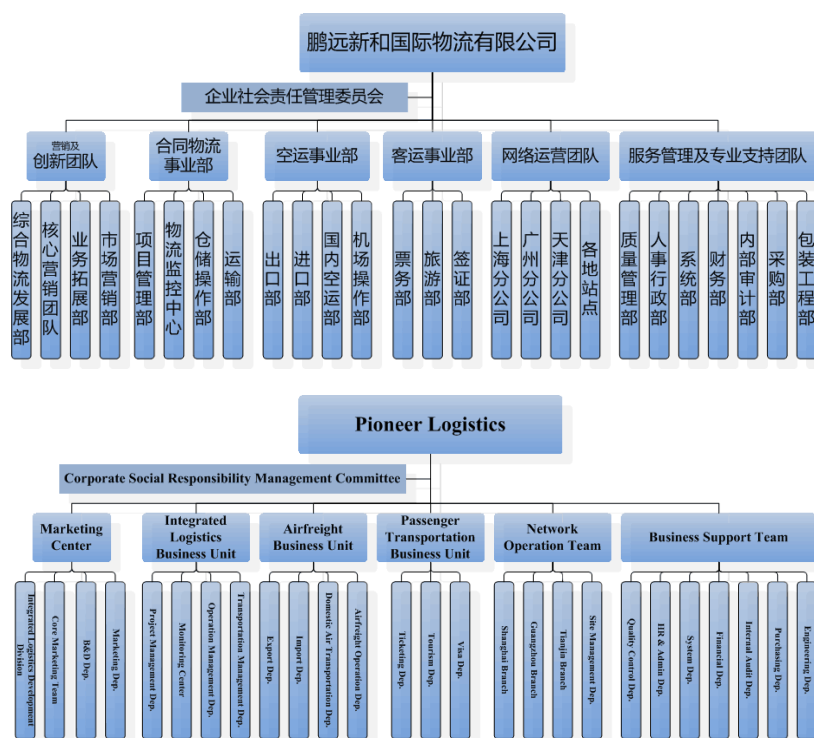 鹏远新和国际物流有限公司
企业社会责任管理委员会
营销及
创新团队
合同物流
事业部
空运事业部
客运事业部
网络运营团队
服务管理及专业支持团队
综合物流发展部
核心营销团队
业务拓展部
市场营销部
项目管理部
物流监控中心
仓储操作部
运输部
出口部
进口部
国内空运部
机场操作部
票务部
旅游部
签证部
上海分公司
广州分公司
天津分公司
各地站点
质量管理部
人事行政部
系统部
财务部
内部审计部
采购部
包装工程部
Pioneer Logistics
Corporate Social Responsibility Management Committee
Marketing
Center
Integrated
Logistics
Business Unit
Airfreight
Business Unit
Passenger
Transportation
Business Unit
Network
Operation Team
Business Support Team
Integrated Logistics Development
Division
Core Marketing Team
B&D Dep.
Marketing Dep.
Project Management Dep.
Monitoring Center
Operation Management Dep.
Transportation Management Dep.
Export Dep.
Import Dep.
Domestic Air Transportation Dep.
Airfreight Operation Dep.
Ticketing Dep.
Tourism Dep.
Visa Dep.
Shanghai Branch
Guangzhou Branch
Tianjin Branch
Site Management Dep.
Quality Control Dep.
HR & Admin Dep.
System Dep.
Financial Dep.
Internal Audit Dep.
Purchasing Dep.
Engineering Dep.